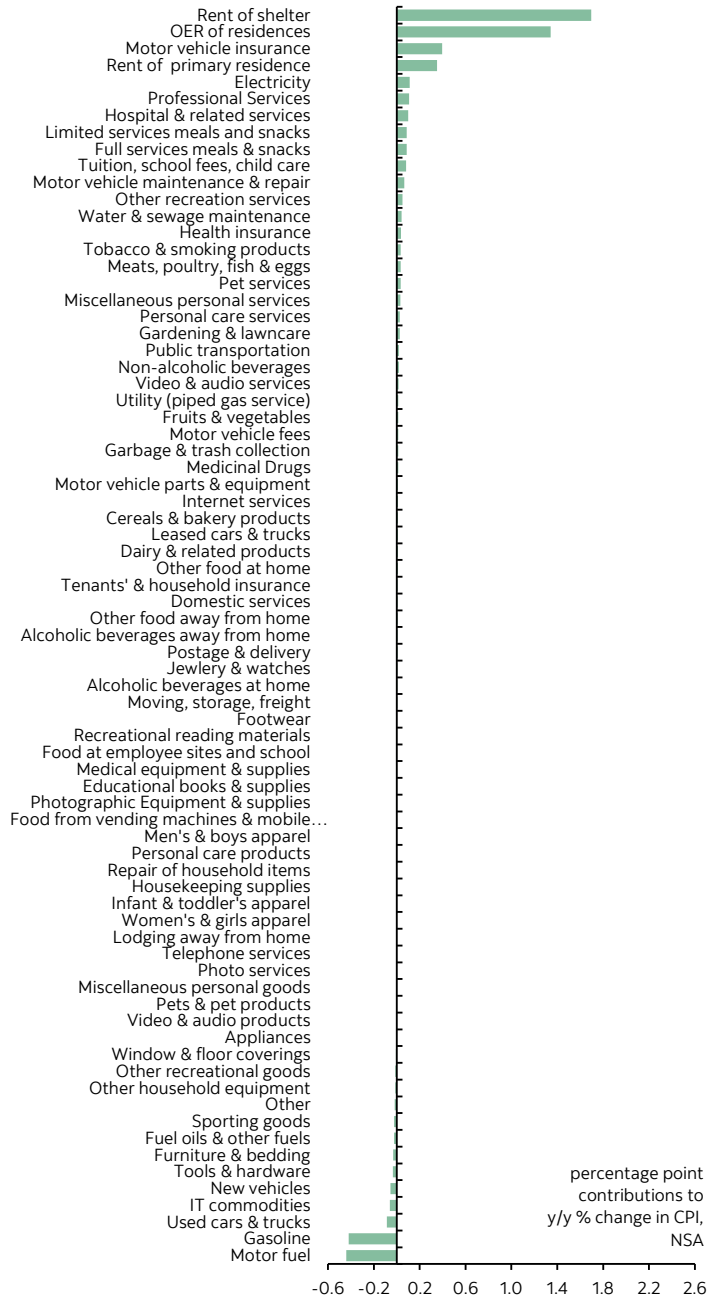 Rent of shelter
OER of residences
Motor vehicle insurance
Rent of  primary residence
Electricity
Professional Services
Hospital & related services
Limited services meals and snacks
Full services meals & snacks
Tuition, school fees, child care
Motor vehicle maintenance & repair
Other recreation services
Water & sewage maintenance
Health insurance
Tobacco & smoking products
Meats, poultry, fish & eggs
Pet services
Miscellaneous personal services
Personal care services
Gardening & lawncare
Public transportation
Non-alcoholic beverages
Video & audio services
Utility (piped gas service)
Fruits & vegetables
Motor vehicle fees
Garbage & trash collection
Medicinal Drugs
Motor vehicle parts & equipment
Internet services
Cereals & bakery products
Leased cars & trucks
Dairy & related products
Other food at home
Tenants' & household insurance
Domestic services
Other food away from home
Alcoholic beverages away from home
Postage & delivery
Jewlery & watches
Alcoholic beverages at home
Moving, storage, freight
Footwear
Recreational reading materials
Food at employee sites and school
Medical equipment & supplies
Educational books & supplies
Photographic Equipment & supplies
Food from vending machines & mobile…
Men's & boys apparel
Personal care products
Repair of household items
Housekeeping supplies
Infant & toddler's apparel
Women's & girls apparel
Lodging away from home
Telephone services
Photo services
Miscellaneous personal goods
Pets & pet products
Video & audio products
Appliances
Window & floor coverings
Other recreational goods
Other household equipment
Other
Sporting goods
Fuel oils & other fuels
Furniture & bedding
Tools & hardware
New vehicles
IT commodities
Used cars & trucks
Gasoline
Motor fuel
percentage point
contributions to
y/y % change in CPI,
NSA
-0.6 -0.2 0.2 0.6 1.0 1.4 1.8 2.2 2.6